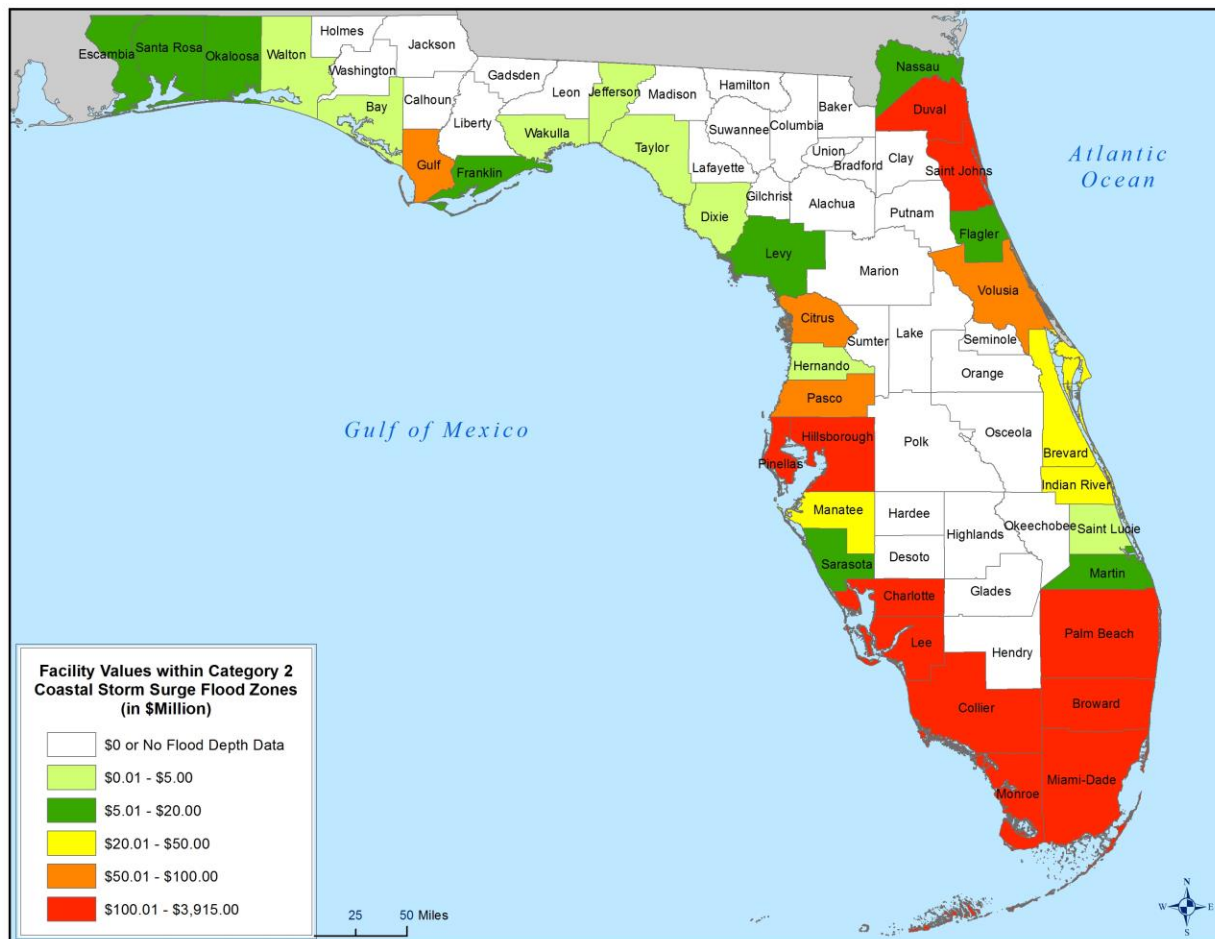 Holmes
Jackson
Escambia
Santa Rosa
Okaloosa
Walton
Washington
Gadsden
Hamilton
Nassau
Jefferson
Madison
Leon
Calhoun
Bay
Liberty
Baker
Duval
Wakulla
Suwannee
Columbia
Taylor
Union
Bradford
Clay
Saint Johns
Gulf
Franklin
Lafayette
Gilchrist
Alachua
Putnam
Dixie
Flagler
Levy
Marion
Volusia
Citrus
Sumter
Lake
Seminole
Hernando
Orange
Pasco
Hillsborough
Polk
Osceola
Pinellas
Brevard
Indian River
Manatee
Hardee
Highlands
Okeechobee
Saint Lucie
Sarasota
Desoto
Martin
Charlotte
Glades
Lee
Hendry
Palm Beach
Collier
Broward
Monroe
Miami-Dade
Atlantic
Ocean
Gulf of Mexico
Facility Values within Category 2
Coastal Storm Surge Flood Zones
(in $Million)
$0 or No Flood Depth Data
$0.01 - $5.00
$5.01 - $20.00
$20.01 - $50.00
$50.01 - $100.00
$100.01 - $3,915.00
25 50 Miles
N
W E
S